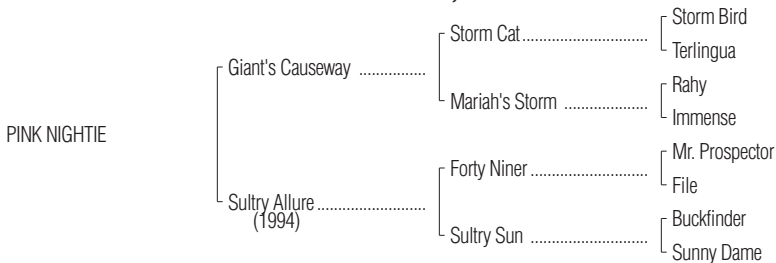 Storm Bird
Storm Cat..............................
Terlingua
Giant's Causeway ................
Rahy
Mariah's Storm ....................
Immense
PINK NIGHTIE
Mr. Prospector
Forty Niner............................
File
Sultry Allure..........................
(1994)
Buckfinder
Sultry Sun ............................
Sunny Dame